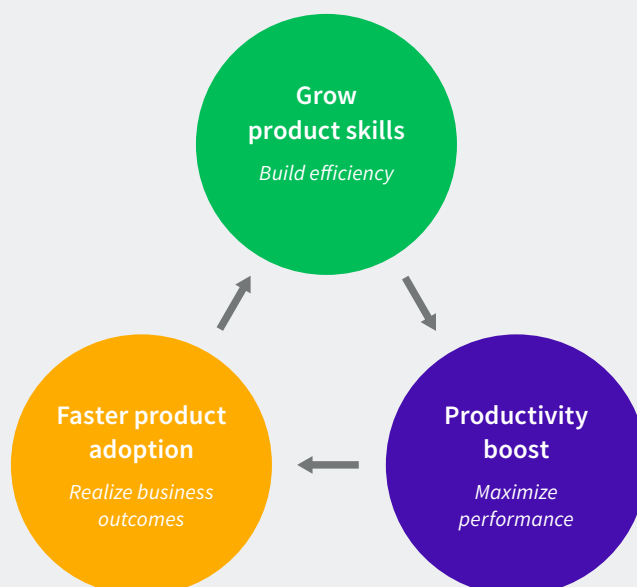 Grow
product skills
Build efficiency
Faster product
adoption
Realize business
outcomes
Productivity
boost
Maximize
performance